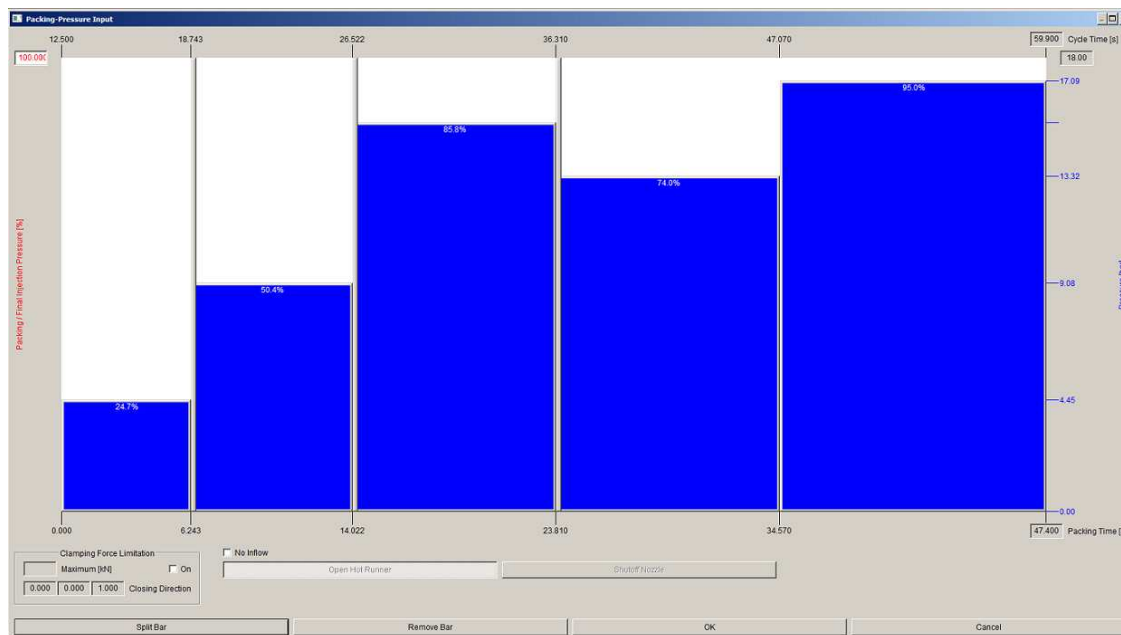 Packing-Pressure Input
12.500 18.743 26.522 36.310 47.070 59.900 Cycle Time [s]
100.000 18.00
17.09
95.0%
85.8%
13.32
74.0%
Packing / Final Injection Pressure [%]
9.08
50.4%
4.45
24.7%
0.00
0.000 6.243 14.022 23.810 34.570 47.400 Packing Time [
Clamping Force Limitation
No Inflow
Maximum [kN] On
Open Hot Runner Shutoff Nozzle
0.000 0.000 1.000 Closing Direction
Split Bar Remove Bar OK Cancel